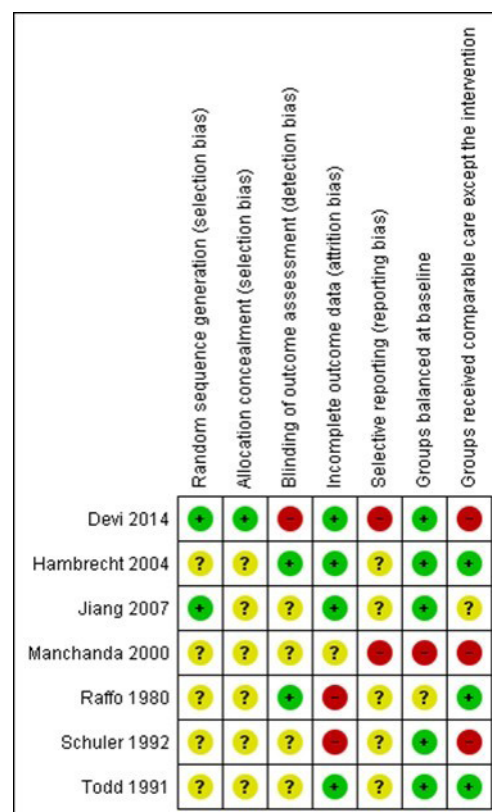 Random sequence generation (selection bias)
Allocation concealment (selection bias)
Blinding of outcome assessment (detection bias)
Incomplete outcome data (attrition bias)
Selective reporting (reporting bias)
Groups balanced at baseline
Groups received comparable care except the intervention
Devi 2014 + + - + - + -
Hambrecht 2004 ? ? + + ? + +
Jiang 2007 + ? ? + ? + ?
Manchanda 2000 ? ? ? ? - - -
Raffo 1980 ? ? + - ? ? +
Schuler 1992 ? ? ? - ? + -
Todd 1991 ? ? ? + ? + +